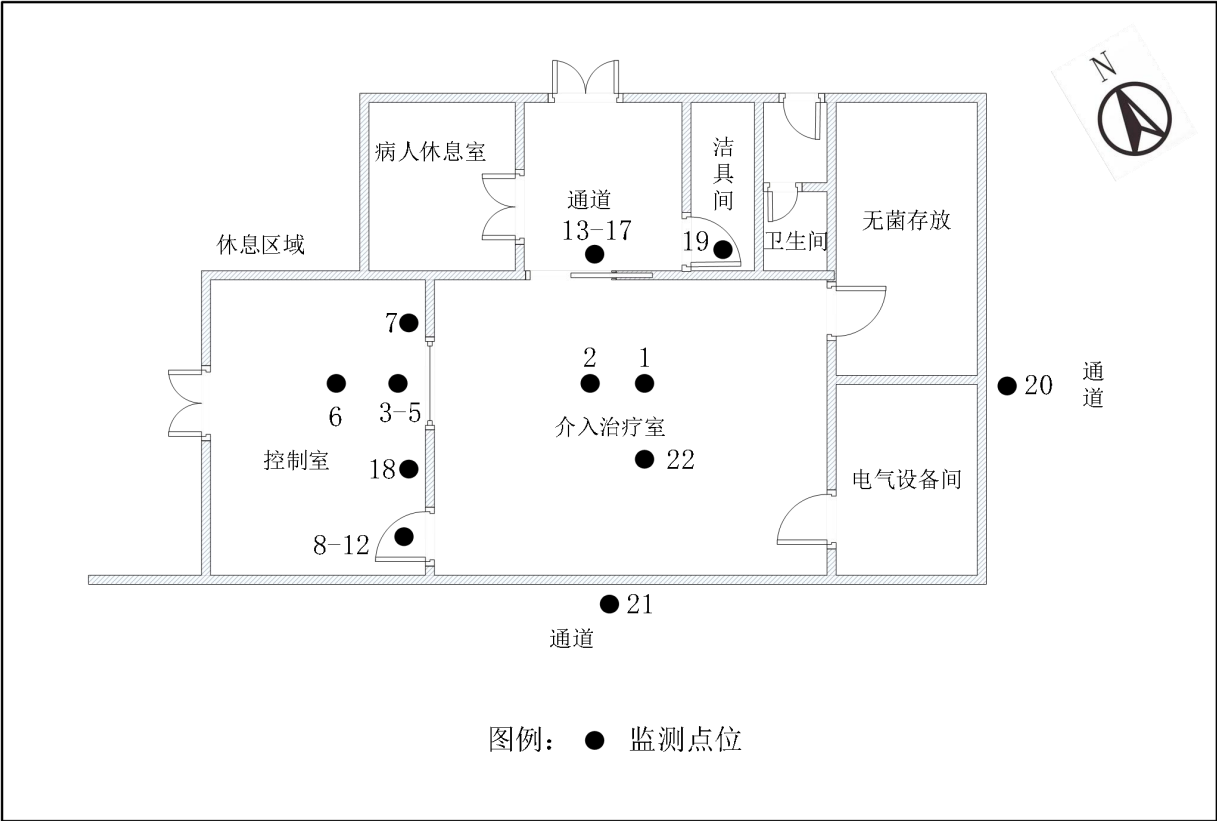 N
病人休息室
洁具间
通道
13-17
19
卫生间
无菌存放
休息区域
7
2
1
6
3-5
20
通道
介入治疗室
控制室
18
22
电气设备间
8-12
21
通道
图例： 监测点位